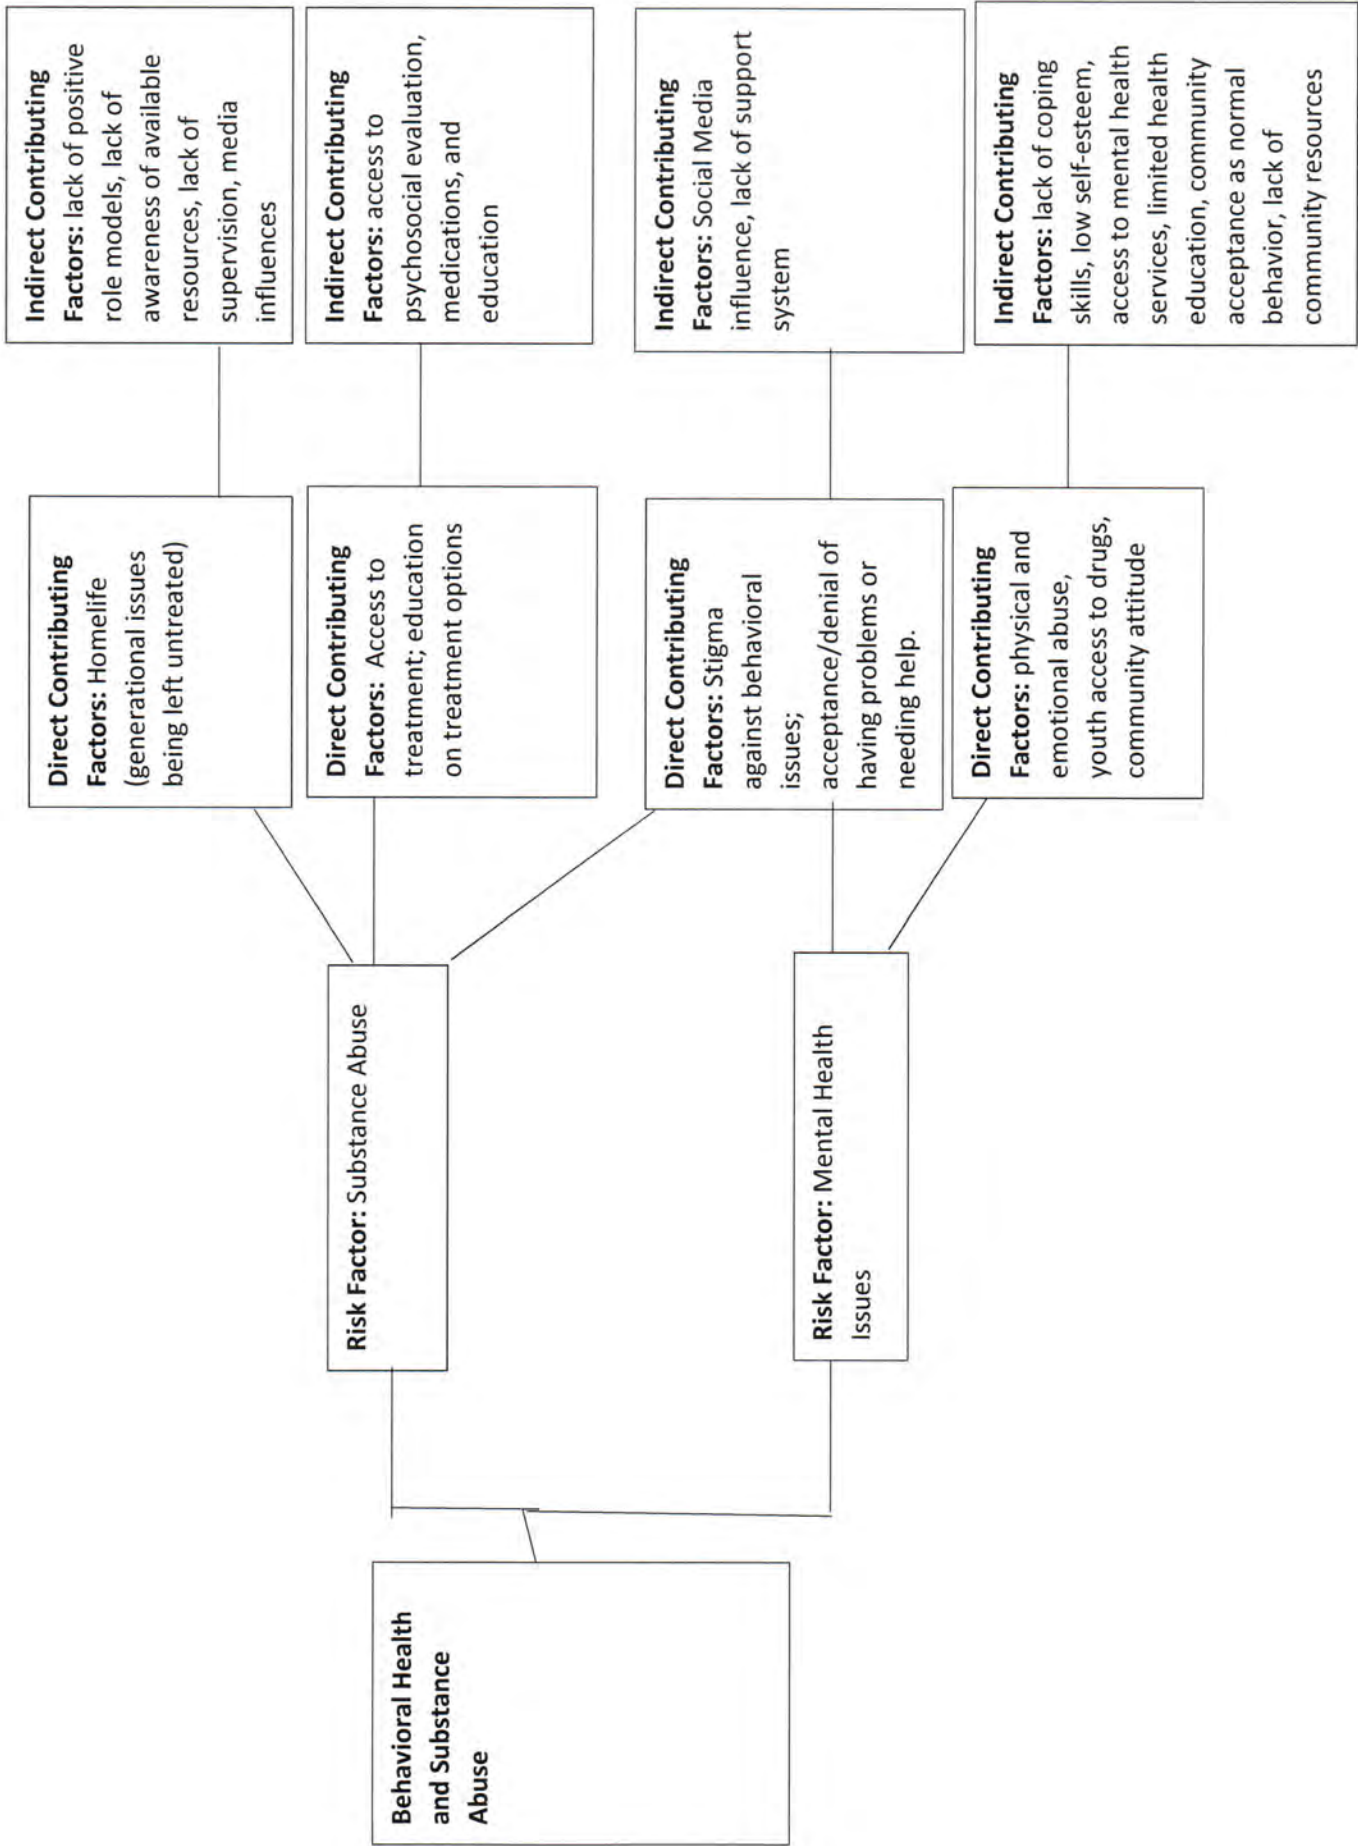 Behavioral Health
and Substance
Abuse
Risk Factor: Substance Abuse
Risk Factor: Mental Health
Issues
Direct Contributing
Factors: Homelife
(generational issues
being left untreated)
Direct Contributing
Factors: Access to
treatment; education
on treatment options
Direct Contributing
Factors: Stigma
against behavioral
issues;
acceptance/denial of
having problems or
needing help.
Direct Contributing
Factors: physical and
emotional abuse,
youth access to drugs,
community attitude
Indirect Contributing
Factors: lack of positive
role models, lack of
awareness of available
resources, lack of
supervision, media
influences
Indirect Contributing
Factors: access to
psychosocial evaluation,
medications, and
education
Indirect Contributing
Factors: Social Media
influence, lack of support
system
Indirect Contributing
Factors: lack of coping
skills, low self-esteem,
access to mental health
services, limited health
education, community
acceptance as normal
behavior, lack of
community resources